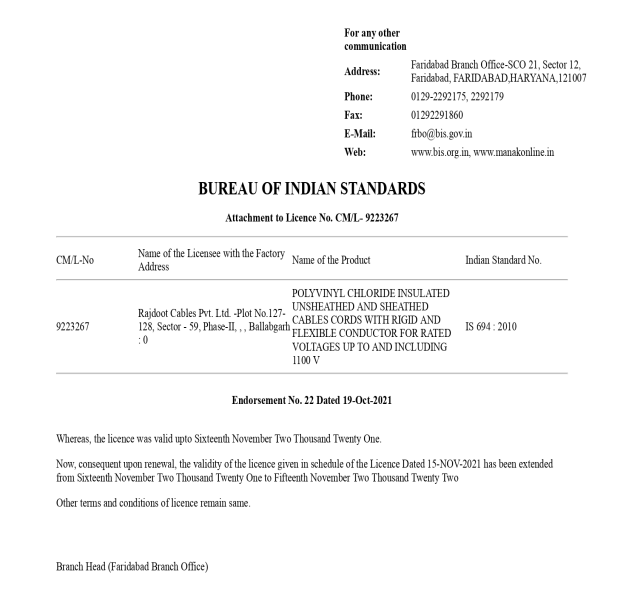 For any other
communication
Address: Faridabad Branch Office-SCO 21, Sector 12,
Faridabad, FARIDABAD,HARYANA,121007
Phone: 0129-2292175, 2292179
Fax: 01292291860
E-Mail: frbo@bis.gov.in
Web: www.bis.org.in, www.manakonline.in
BUREAU OF INDIAN STANDARDS
Attachment to Licence No. CM/L- 9223267
CM/L-No
Name of the Licensee with the Factory
Address
Name of the Product
Indian Standard No.
9223267
Rajdoot Cables Pvt. Ltd. -Plot No.127-
128, Sector - 59, Phase-II, , , Ballabgarh
: 0
POLYVINYL CHLORIDE INSULATED
UNSHEATHED AND SHEATHED
CABLES CORDS WITH RIGID AND
FLEXIBLE CONDUCTOR FOR RATED
VOLTAGES UP TO AND INCLUDING
1100 V
IS 694 : 2010
Endorsement No. 22 Dated 19-Oct-2021
Whereas, the licence was valid upto Sixteenth November Two Thousand Twenty One.
Now, consequent upon renewal, the validity of the licence given in schedule of the Licence Dated 15-NOV-2021 has been extended
from Sixteenth November Two Thousand Twenty One to Fifteenth November Two Thousand Twenty Two
Other terms and conditions of licence remain same.
Branch Head (Faridabad Branch Office)